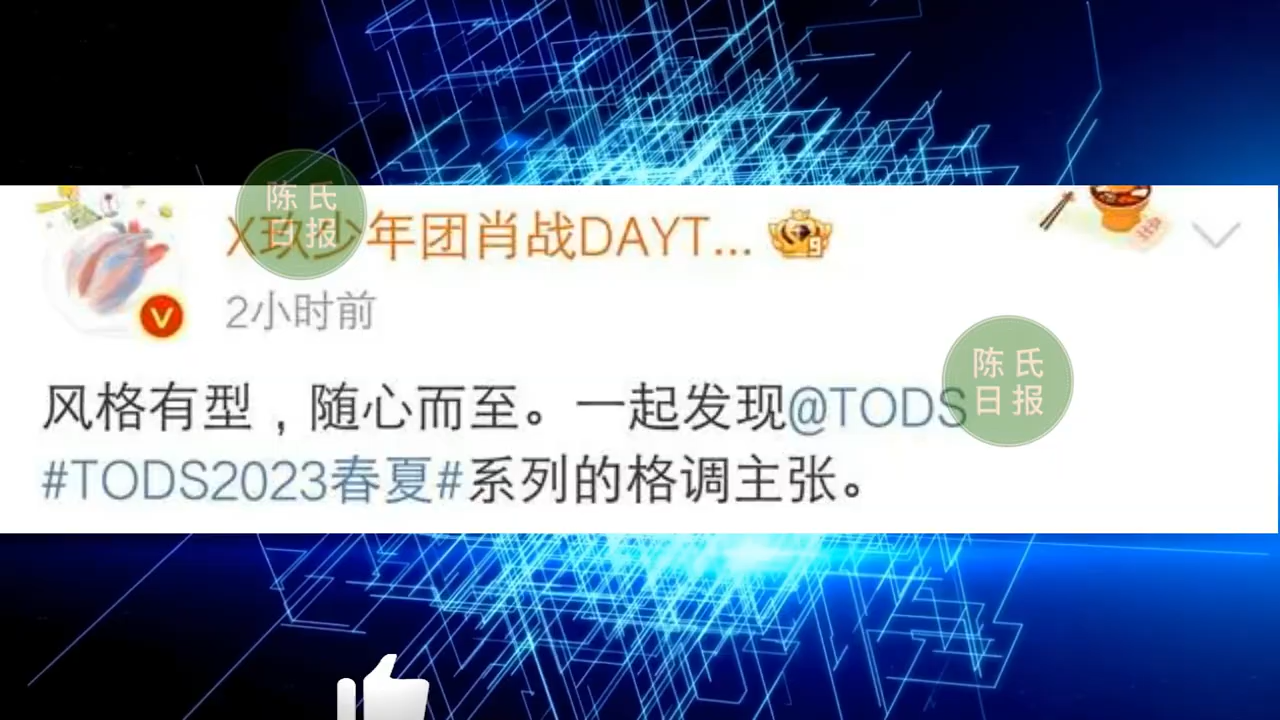 X玖少年团肖战DAYT...
9
2小时前
风格有型，随心而至。一起发现@TODS
#TODS2023春夏#系列的格调主张。
陈氏
日报
陈氏
日报